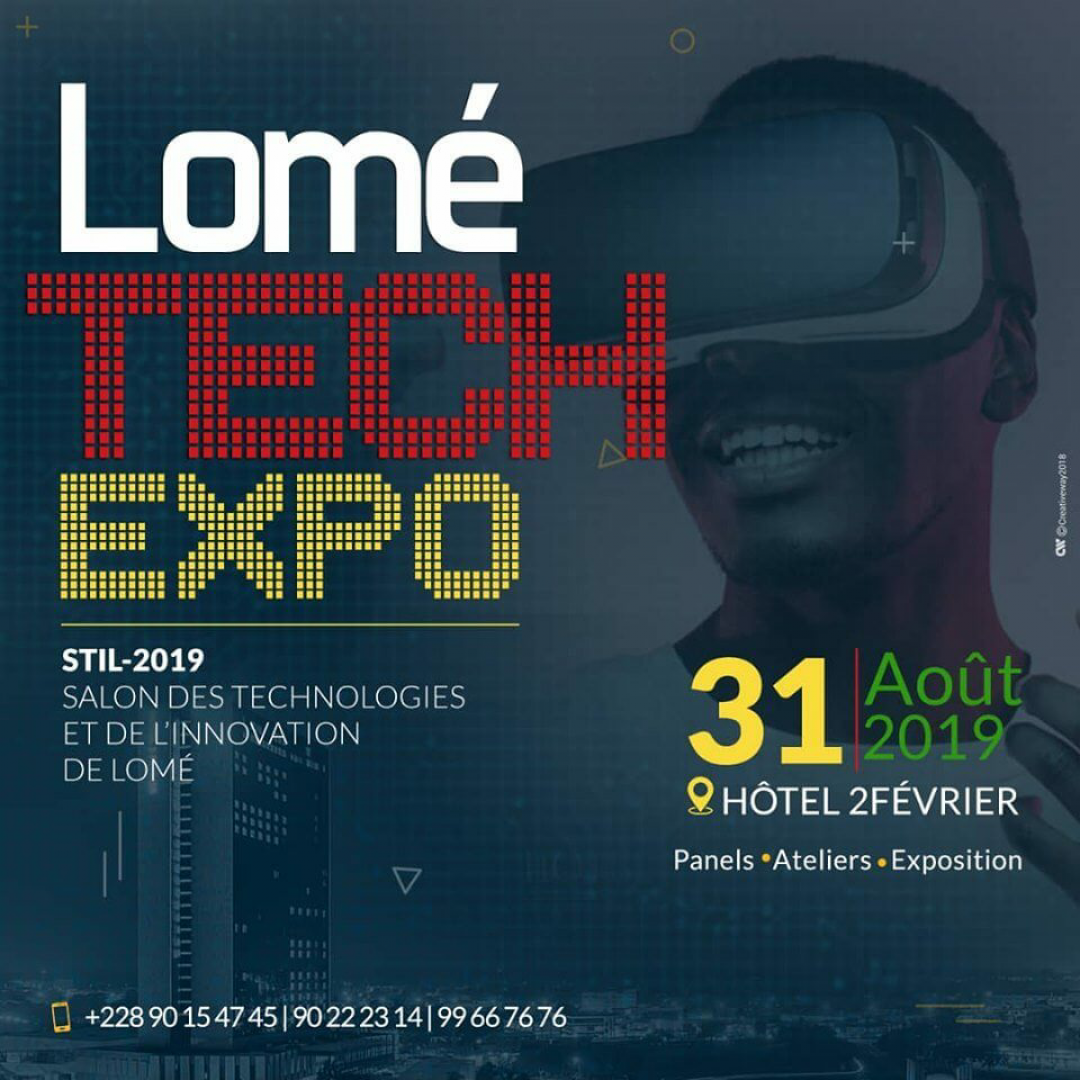 Lomé
TECH
EXPO
STIL-2019
SALON DES TECHNOLOGIES
ET DE L'INNOVATION
DE LOMÉ
31
Août
2019
HÔTEL 2FÉVRIER
Panels • Ateliers • Exposition
+228 90 15 47 45 | 90 22 23 14 | 99 66 76 76
©Creativeway2018